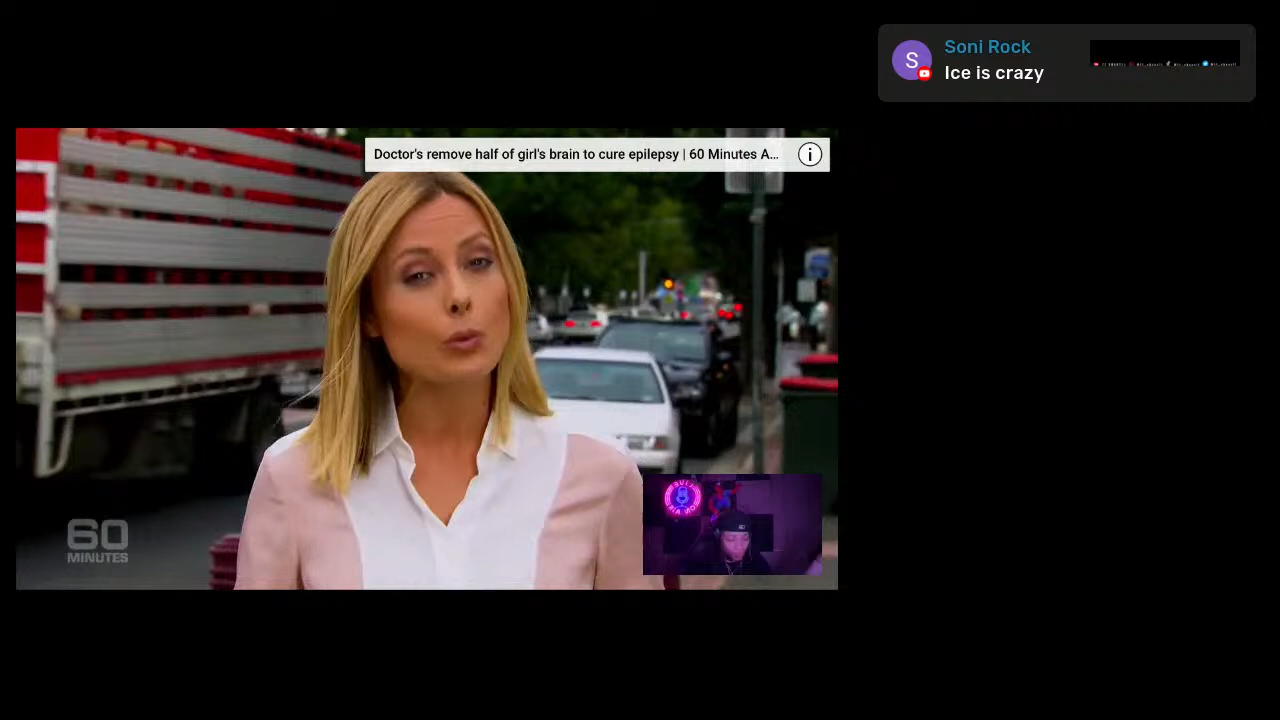 Soni Rock
S
Ice is crazy
Doctor's remove half of girl's brain to cure epilepsy | 60 Minutes A...
60
MINUTES